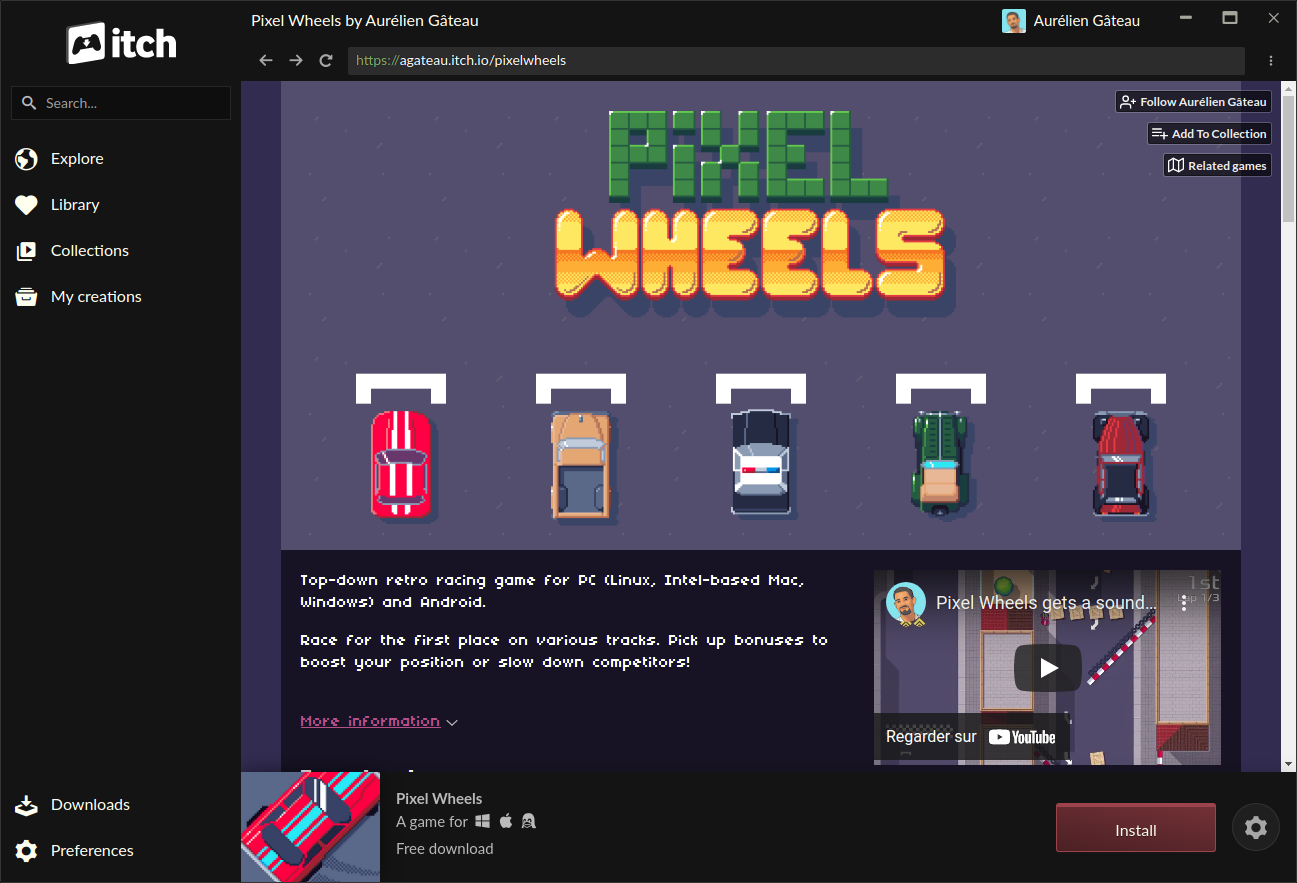 Pixel Wheels by Aurélien Gâteau
Aurélien Gâteau
itch
https://agateau.itch.io/pixelwheels
Search...
Explore
Library
Collections
My creations
Follow Aurélien Gâteau
Add To Collection
Related games
PiXEL
WHEELS
Top-down retro racing game for PC (Linux, Intel-based Mac,
Windows) and Android.
Race for the first place on various tracks. Pick up bonuses to
boost your position or slow down competitors!
More information
1st
Lap 1/3
Pixel Wheels gets a sound...
Regarder sur YouTube
Downloads
Preferences
Pixel Wheels
A game for
Free download
Install